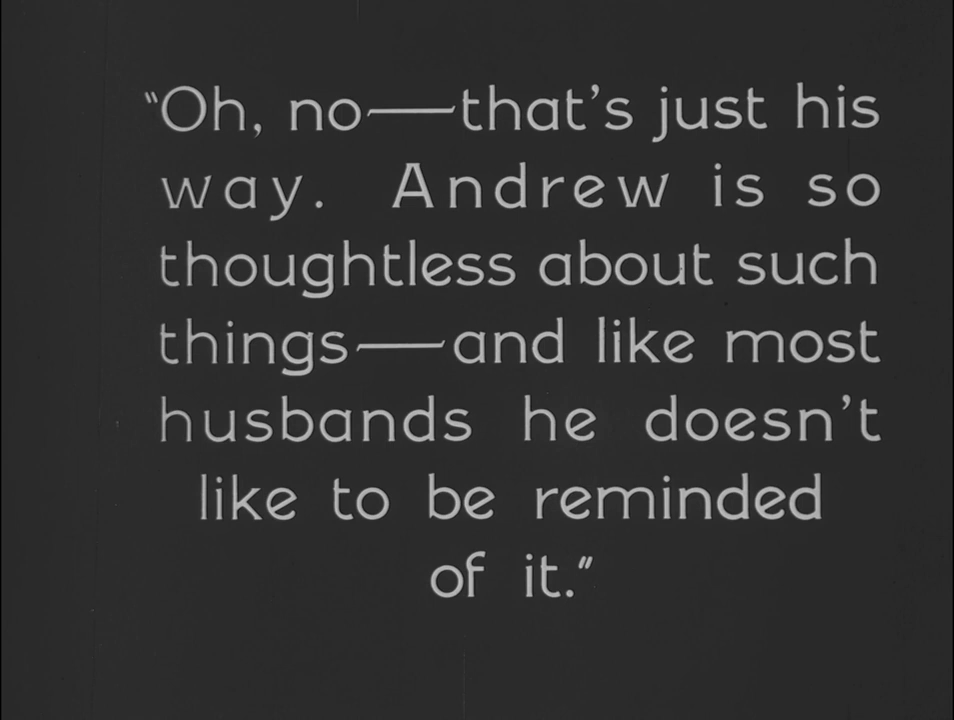 "Oh, no—that's just his
way. Andrew is so
thoughtless about such
things—and like most
husbands he doesn't
like to be reminded
of it."